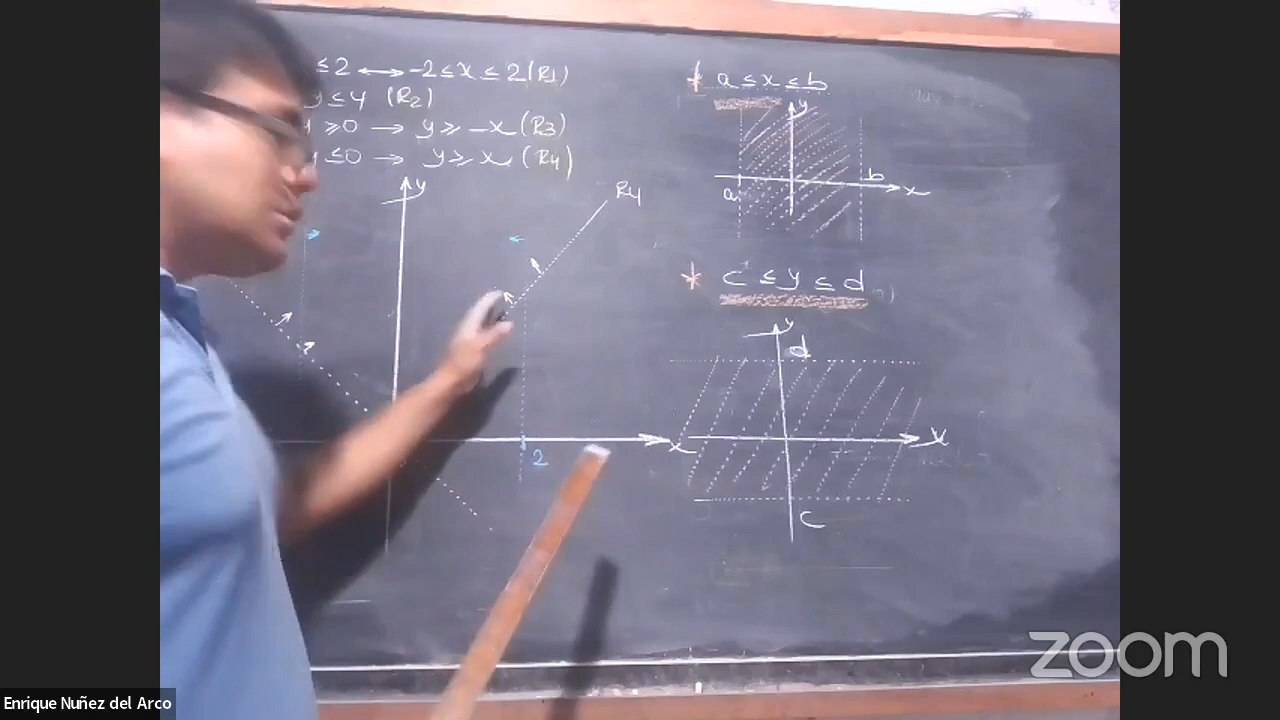 ≤2 ⟷ -2≤x≤2 (R1)
y≤4 (R2)
≥0 → y≥-x (R3)
y≤0 → y≥x (R4)
y
R4
x
2
* a≤x≤b
y
a
b
x
* c≤y≤d
y
d
x
c
zoom
Enrique Nuñez del Arco